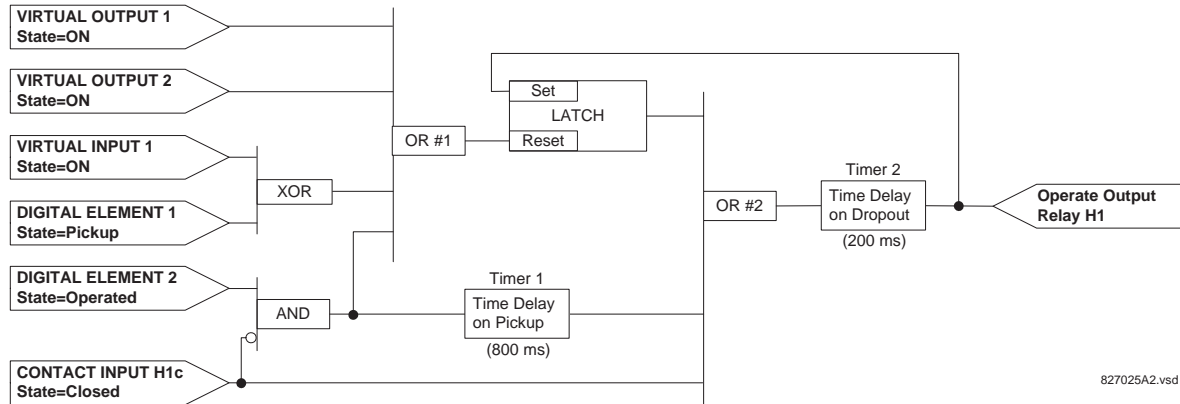 VIRTUAL OUTPUT 1
State=ON
VIRTUAL OUTPUT 2
State=ON
VIRTUAL INPUT 1
State=ON
DIGITAL ELEMENT 1
State=Pickup
DIGITAL ELEMENT 2
State=Operated
CONTACT INPUT H1c
State=Closed
XOR
AND
OR #1
Set
LATCH
Reset
Timer 1
Time Delay
on Pickup
(800 ms)
OR #2
Timer 2
Time Delay
on Dropout
(200 ms)
Operate Output
Relay H1
827025A2.vsd